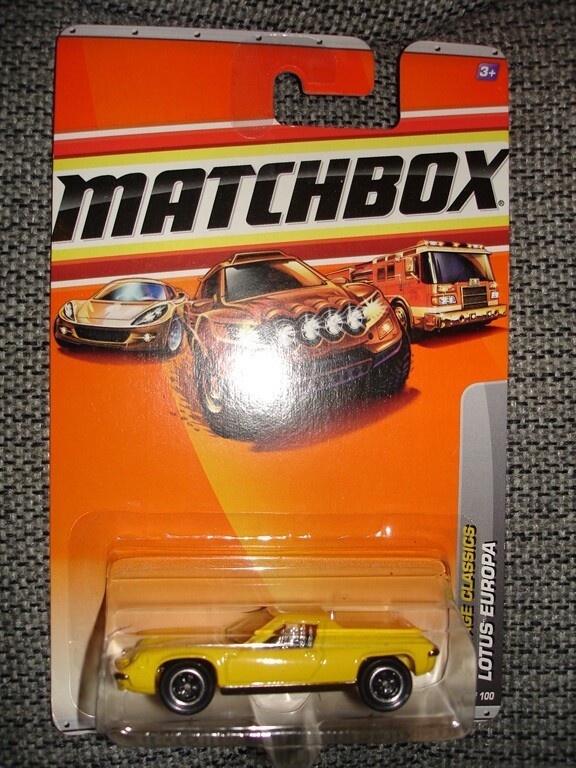 3+
MATCHBOX®
GE CLASSICS
LOTUS EUROPA
100